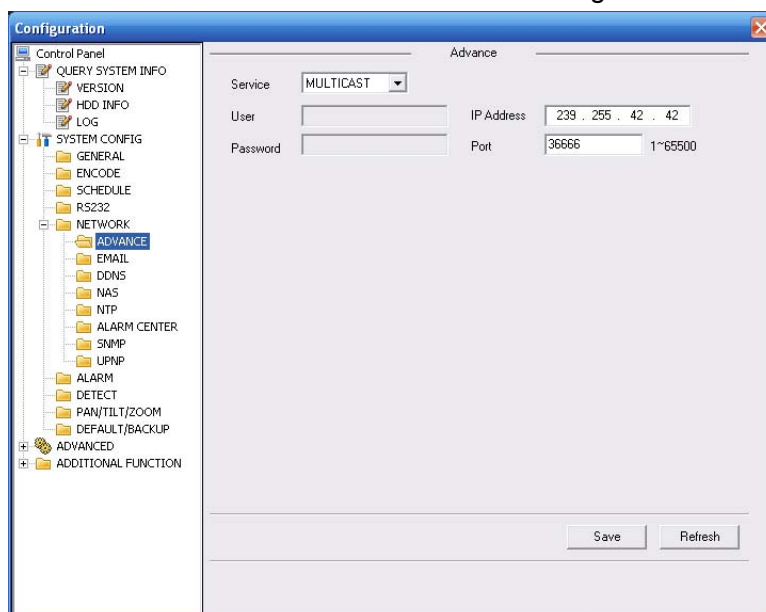 Configuration
Control Panel
QUERY SYSTEM INFO
VERSION
HDD INFO
LOG
SYSTEM CONFIG
GENERAL
ENCODE
SCHEDULE
RS232
NETWORK
ADVANCE
EMAIL
DDNS
NAS
NTP
ALARM CENTER
SNMP
UPNP
ALARM
DETECT
PAN/TILT/ZOOM
DEFAULT/BACKUP
ADVANCED
ADDITIONAL FUNCTION
Advance
Service MULTICAST
User IP Address 239 . 255 . 42 . 42
Password Port 36666 1~65500
Save Refresh